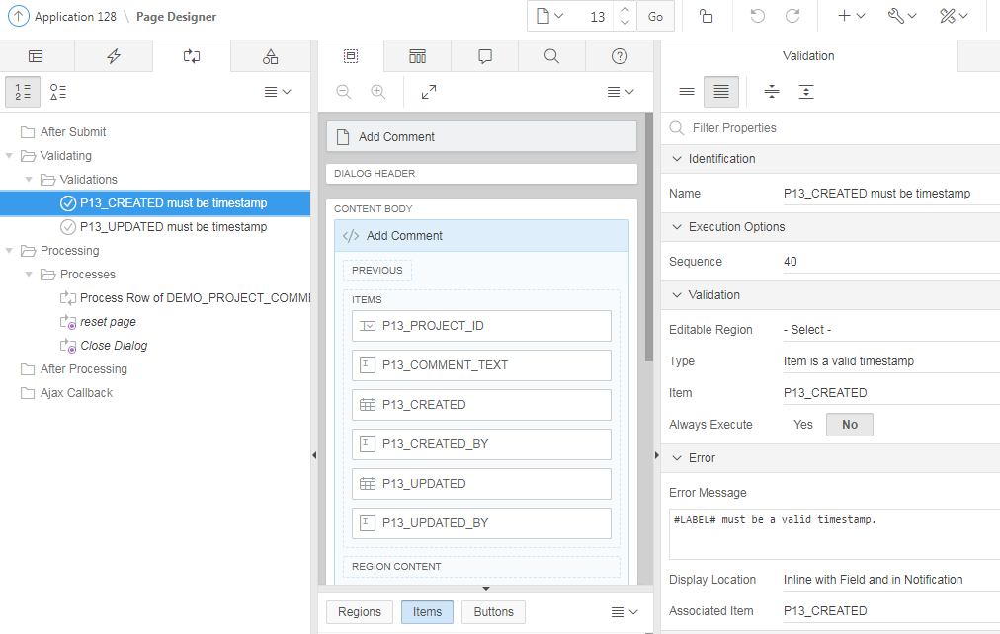 Application 128 \ Page Designer
13
Go
After Submit
Validating
Validations
P13_CREATED must be timestamp
P13_UPDATED must be timestamp
Processing
Processes
Process Row of DEMO_PROJECT_COMM
reset page
Close Dialog
After Processing
Ajax Callback
Add Comment
DIALOG HEADER
CONTENT BODY
Add Comment
PREVIOUS
ITEMS
P13_PROJECT_ID
P13_COMMENT_TEXT
P13_CREATED
P13_CREATED_BY
P13_UPDATED
P13_UPDATED_BY
REGION CONTENT
Regions
Items
Buttons
Validation
Filter Properties
Identification
Name P13_CREATED must be timestamp
Execution Options
Sequence 40
Validation
Editable Region - Select -
Type Item is a valid timestamp
Item P13_CREATED
Always Execute Yes No
Error
Error Message
#LABEL# must be a valid timestamp.
Display Location Inline with Field and in Notification
Associated Item P13_CREATED